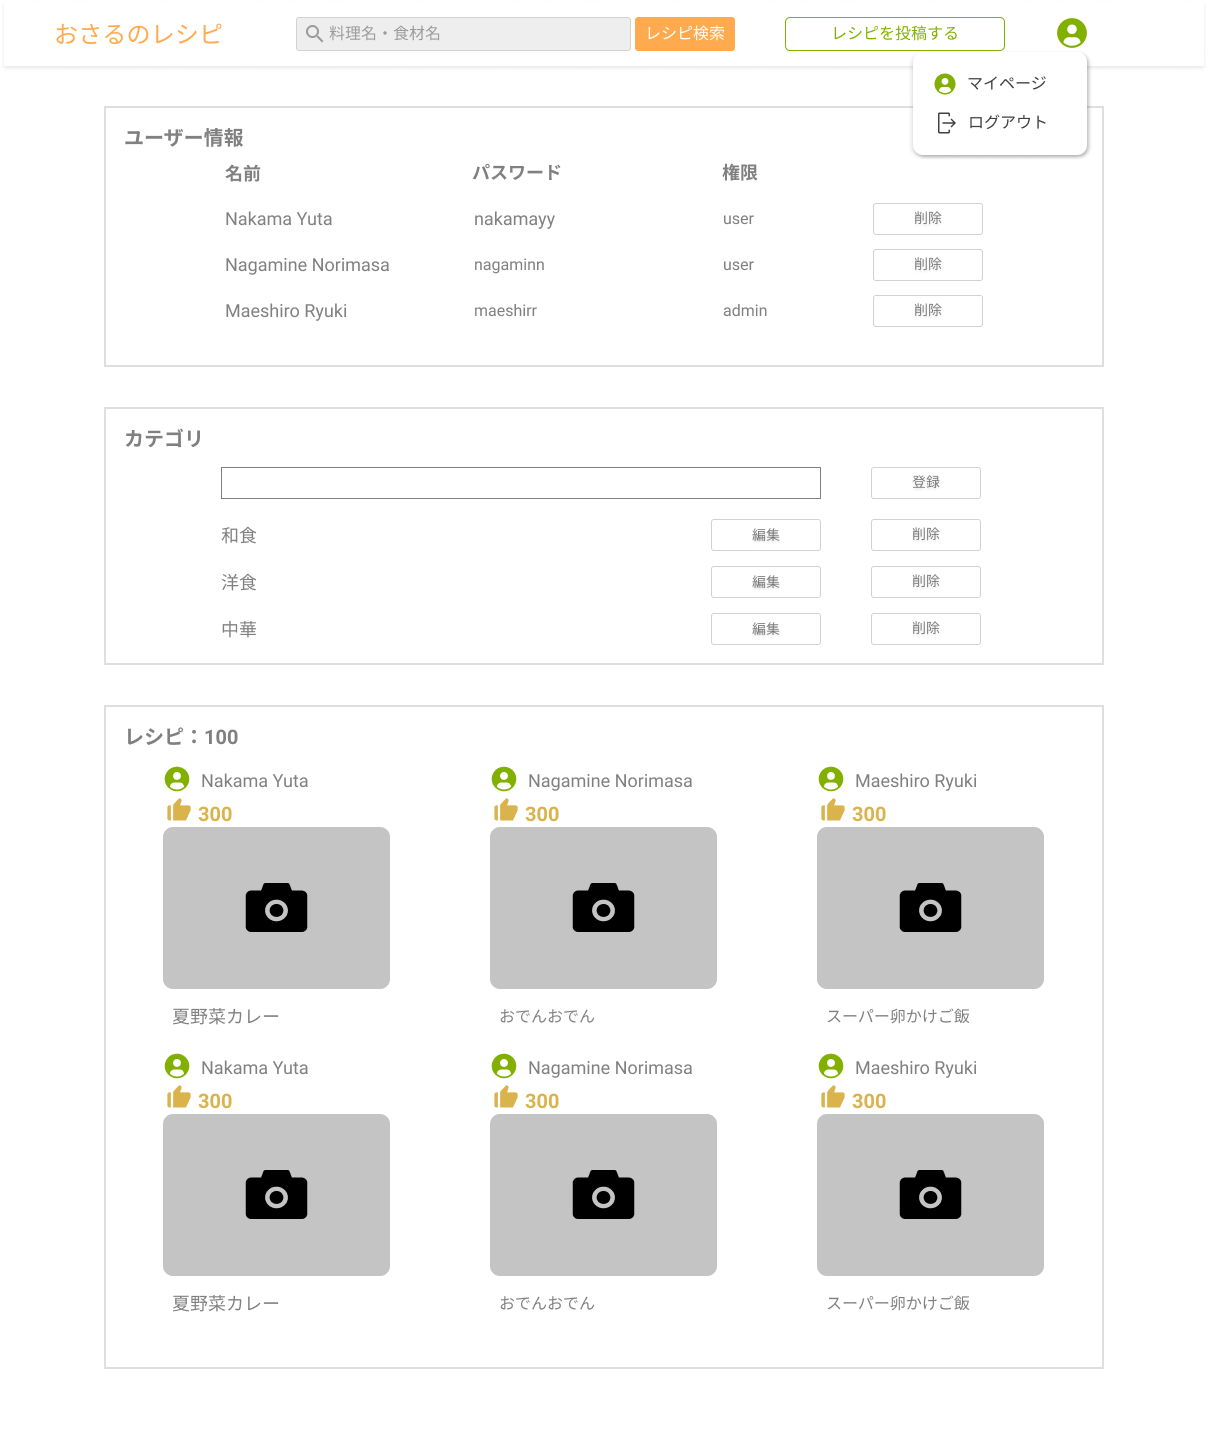 おさるのレシピ
料理名・食材名
レシピ検索
レシピを投稿する
マイページ
ログアウト
ユーザー情報
名前 パスワード 権限
Nakama Yuta nakamayy user 削除
Nagamine Norimasa nagaminn user 削除
Maeshiro Ryuki maeshirr admin 削除
カテゴリ
登録
和食 編集 削除
洋食 編集 削除
中華 編集 削除
レシピ：100
Nakama Yuta Nagamine Norimasa Maeshiro Ryuki
300 300 300
夏野菜カレー おでんおでん スーパー卵かけご飯
Nakama Yuta Nagamine Norimasa Maeshiro Ryuki
300 300 300
夏野菜カレー おでんおでん スーパー卵かけご飯